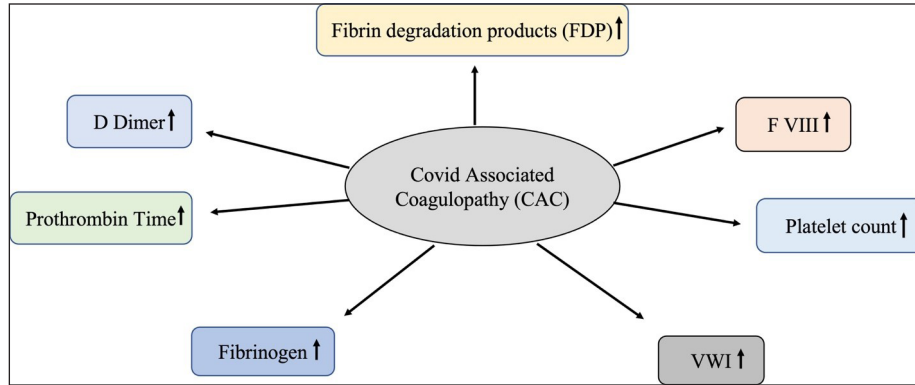 Fibrin degradation products (FDP)↑
D Dimer↑
F VIII↑
Covid Associated
Coagulopathy (CAC)
Prothrombin Time↑
Platelet count↑
Fibrinogen↑
VWI↑